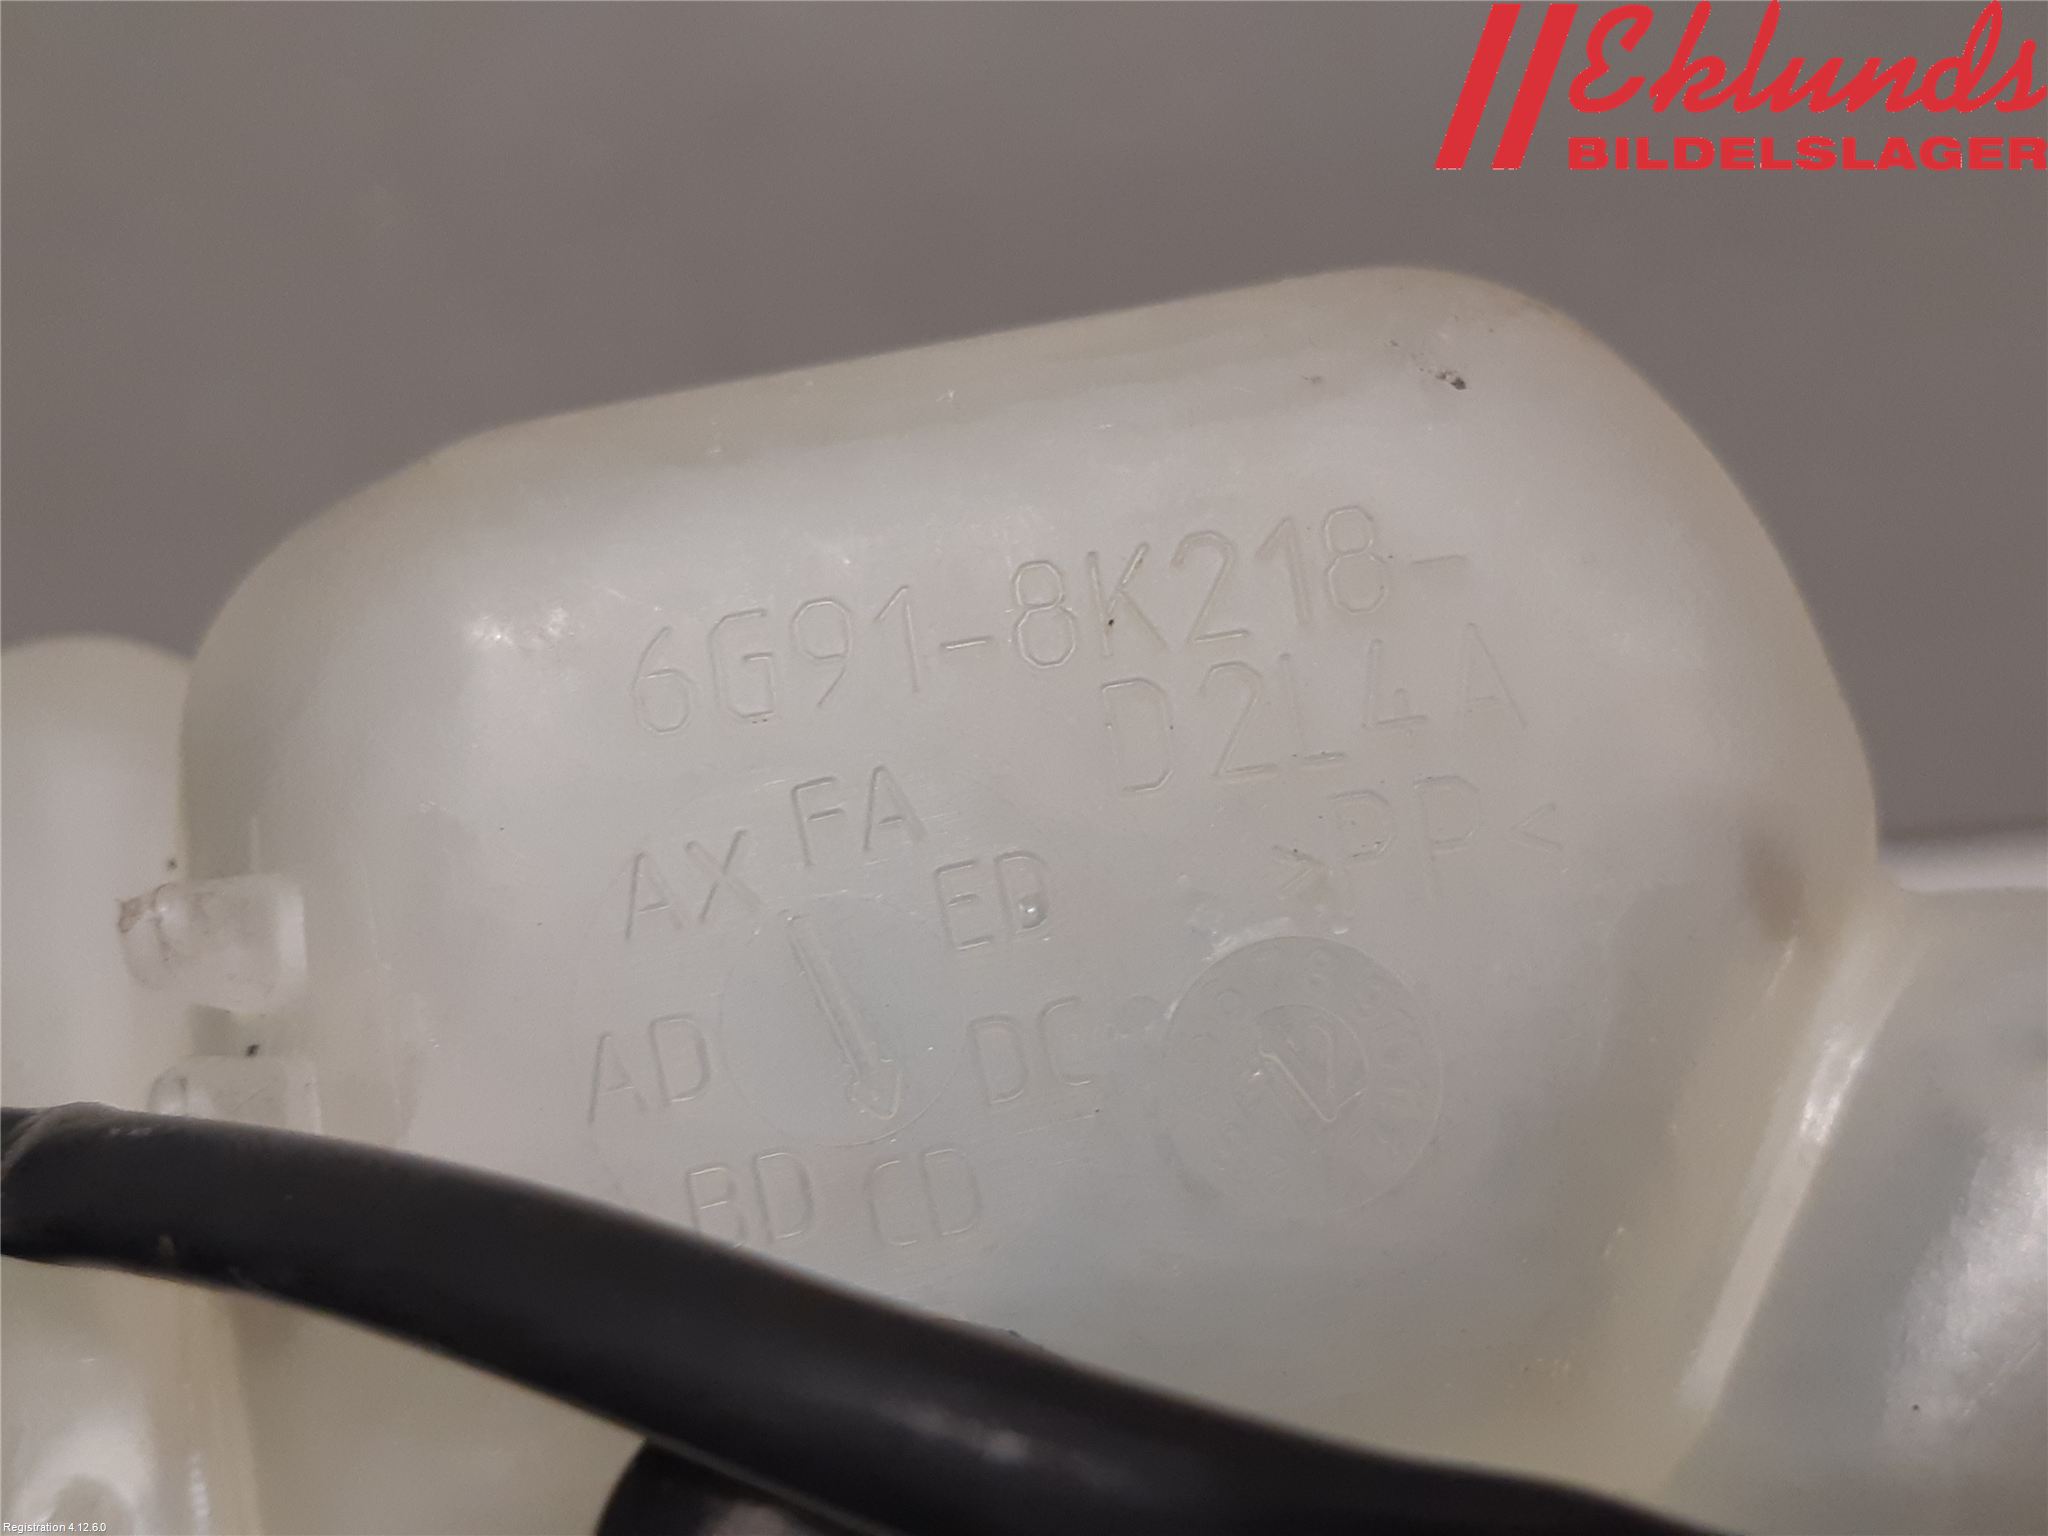 Eklunds
BILDELSLAGER
6G91-8K218-
D2L4A
>PP<
AX FA ED
AD DC
BD CD
Registration 4.12.6.0